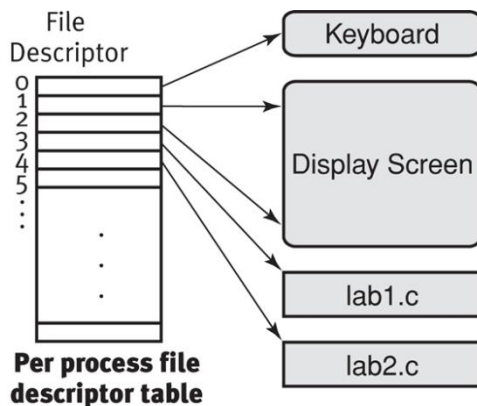 File
Descriptor
0
1
2
3
4
5
Keyboard
Display Screen
lab1.c
lab2.c
Per process file
descriptor table